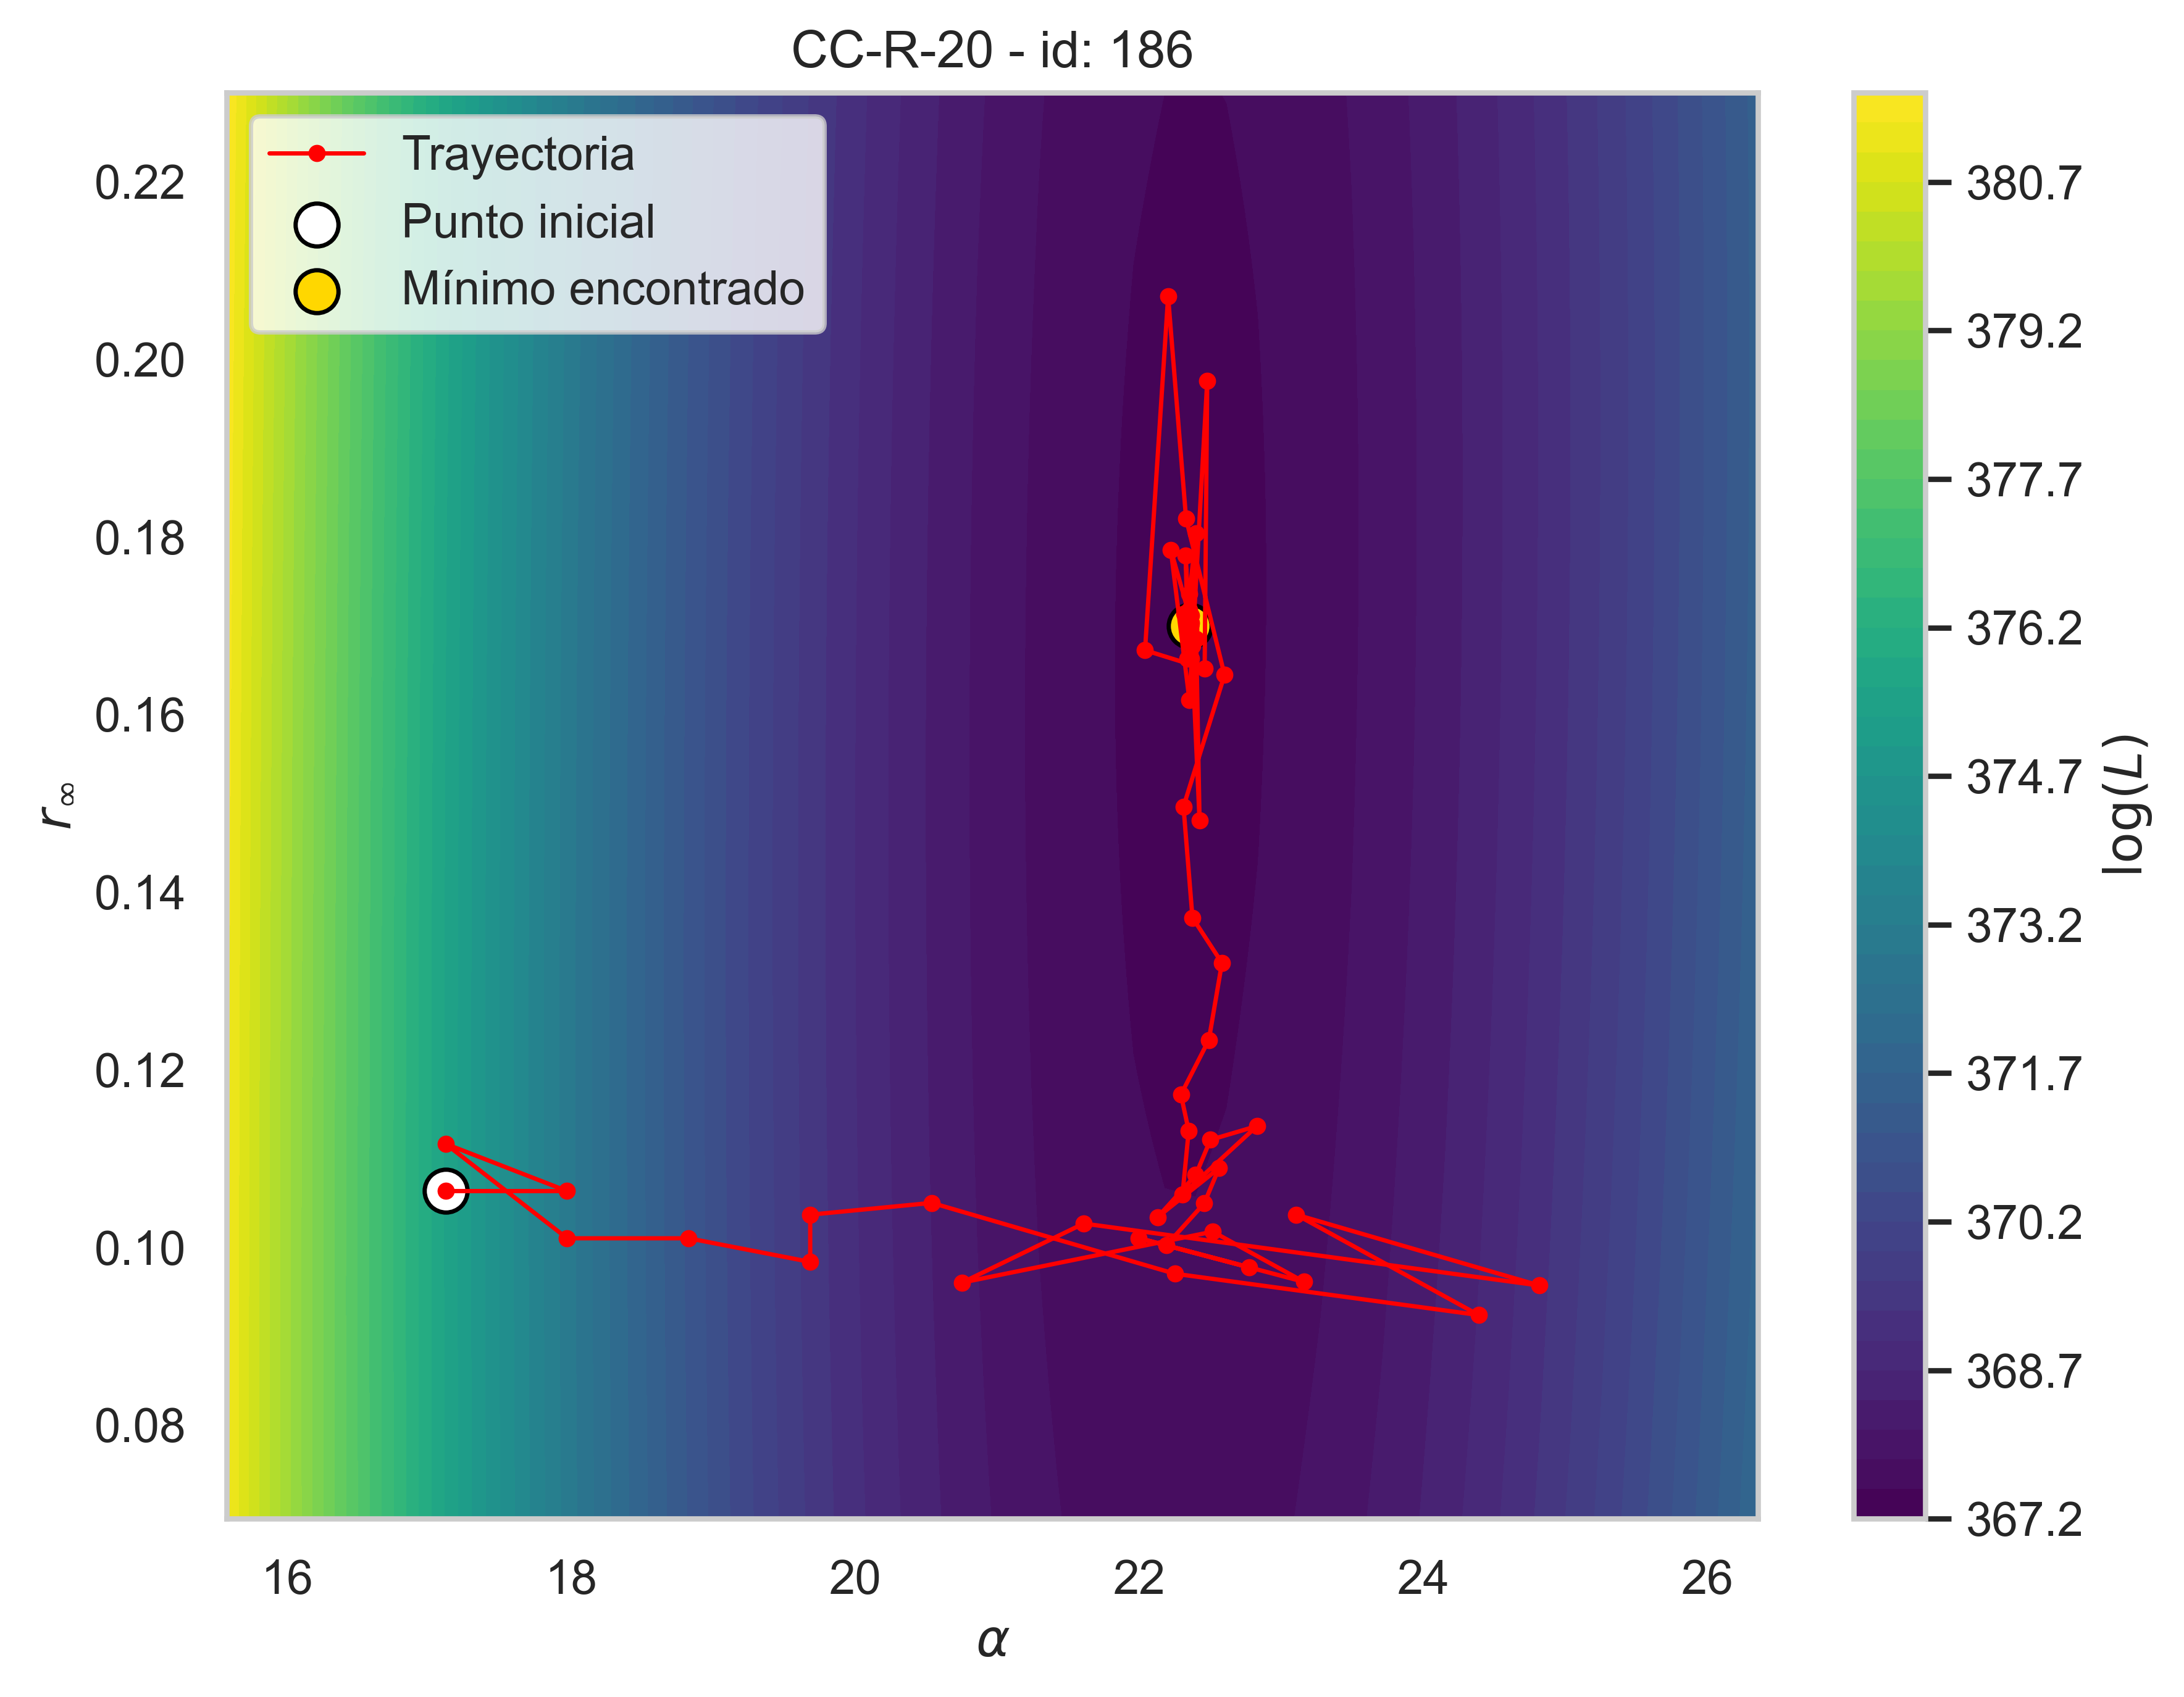 CC-R-20 - id: 186
Trayectoria
Punto inicial
Mínimo encontrado
0.22
0.20
0.18
0.16
0.14
0.12
0.10
0.08
r∞
16 18 20 22 24 26
α
380.7
379.2
377.7
376.2
374.7
373.2
371.7
370.2
368.7
367.2
log(L)